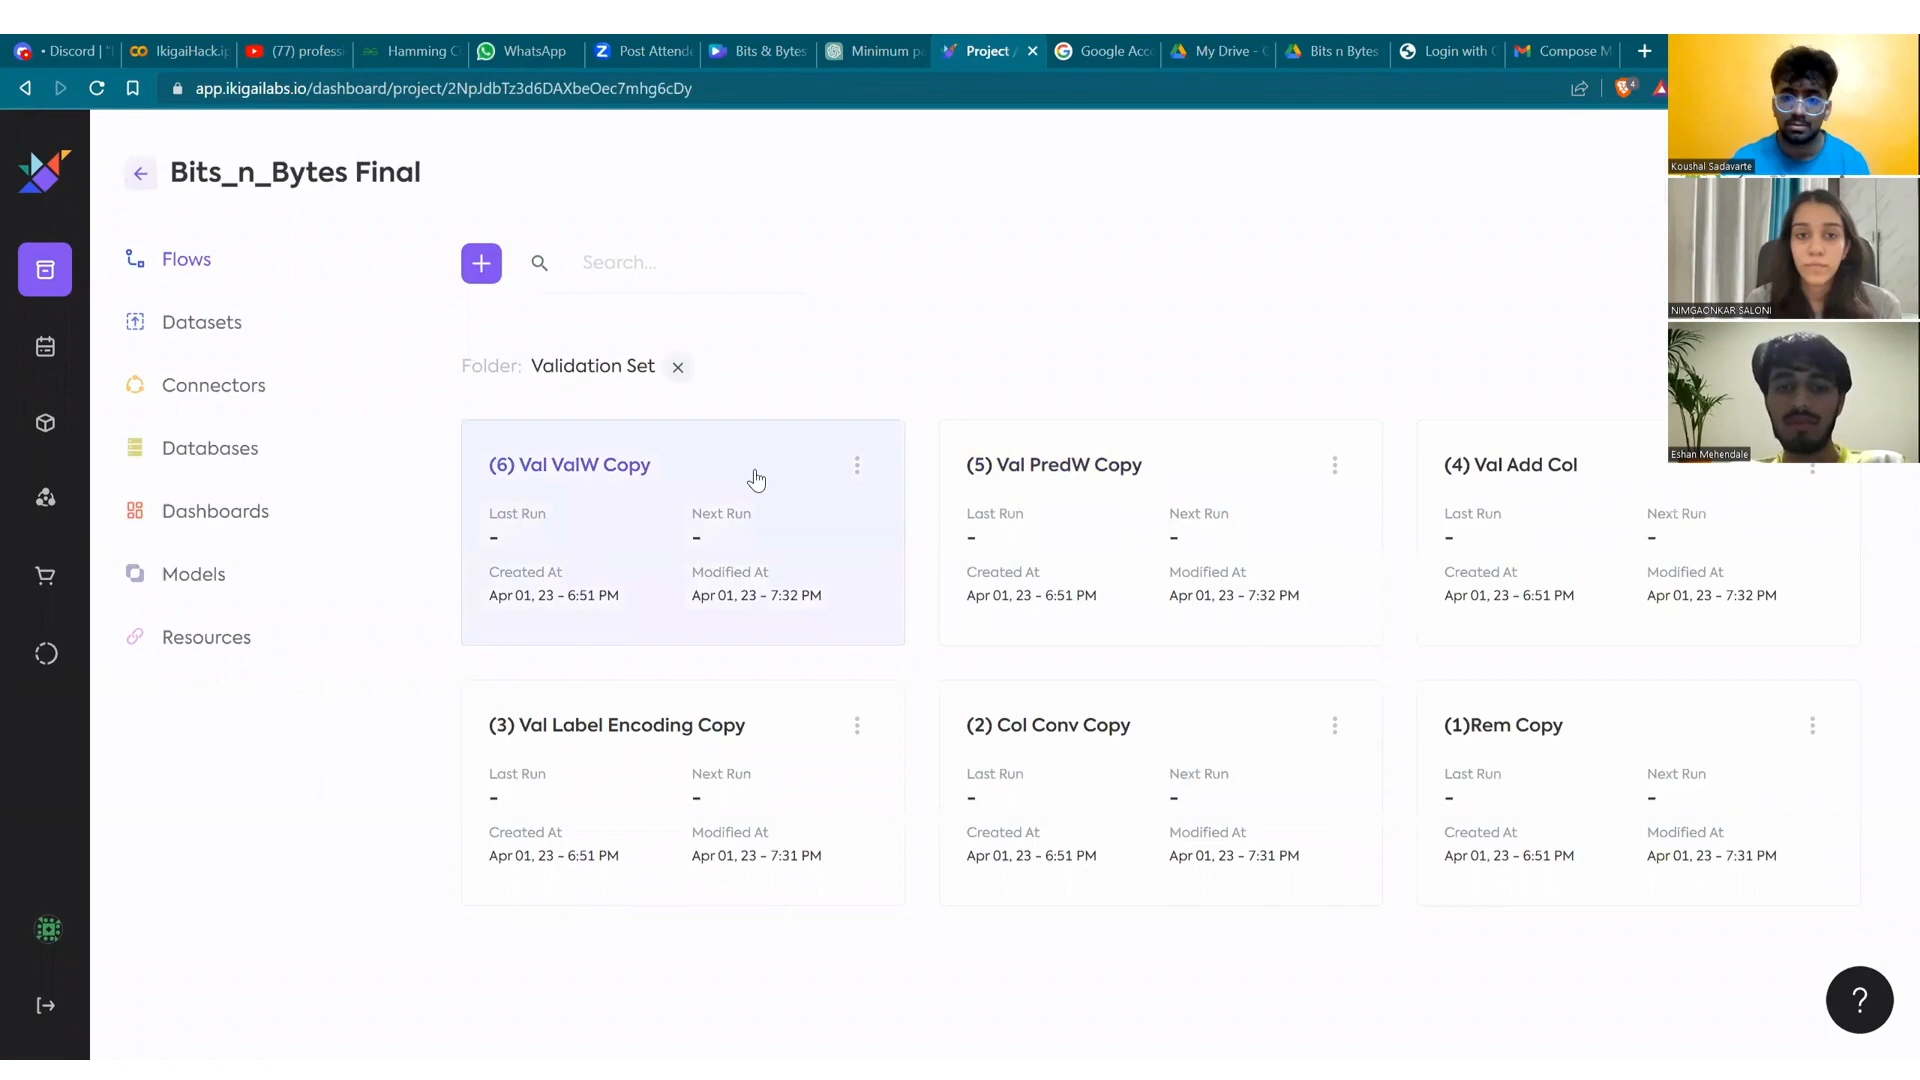 • Discord | "
IkigaiHack.ip
(77) professi
Hamming C
WhatsApp
Post Attende
Bits & Bytes
Minimum p
Project /
Google Acc
My Drive - G
Bits n Bytes
Login with
Compose M
app.ikigailabs.io/dashboard/project/2NpJdbTz3d6DAXbeOec7mhg6cDy
4
Koushal Sadavarte
NIMGAONKAR SALONI
Eshan Mehendale
Bits_n_Bytes Final
Flows
Datasets
Connectors
Databases
Dashboards
Models
Resources
+
Search...
Folder: Validation Set ×
(6) Val ValW Copy
Last Run Next Run
- -
Created At Modified At
Apr 01, 23 - 6:51 PM Apr 01, 23 - 7:32 PM
(5) Val PredW Copy
Last Run Next Run
- -
Created At Modified At
Apr 01, 23 - 6:51 PM Apr 01, 23 - 7:32 PM
(4) Val Add Col
Last Run Next Run
- -
Created At Modified At
Apr 01, 23 - 6:51 PM Apr 01, 23 - 7:32 PM
(3) Val Label Encoding Copy
Last Run Next Run
- -
Created At Modified At
Apr 01, 23 - 6:51 PM Apr 01, 23 - 7:31 PM
(2) Col Conv Copy
Last Run Next Run
- -
Created At Modified At
Apr 01, 23 - 6:51 PM Apr 01, 23 - 7:31 PM
(1)Rem Copy
Last Run Next Run
- -
Created At Modified At
Apr 01, 23 - 6:51 PM Apr 01, 23 - 7:31 PM
?